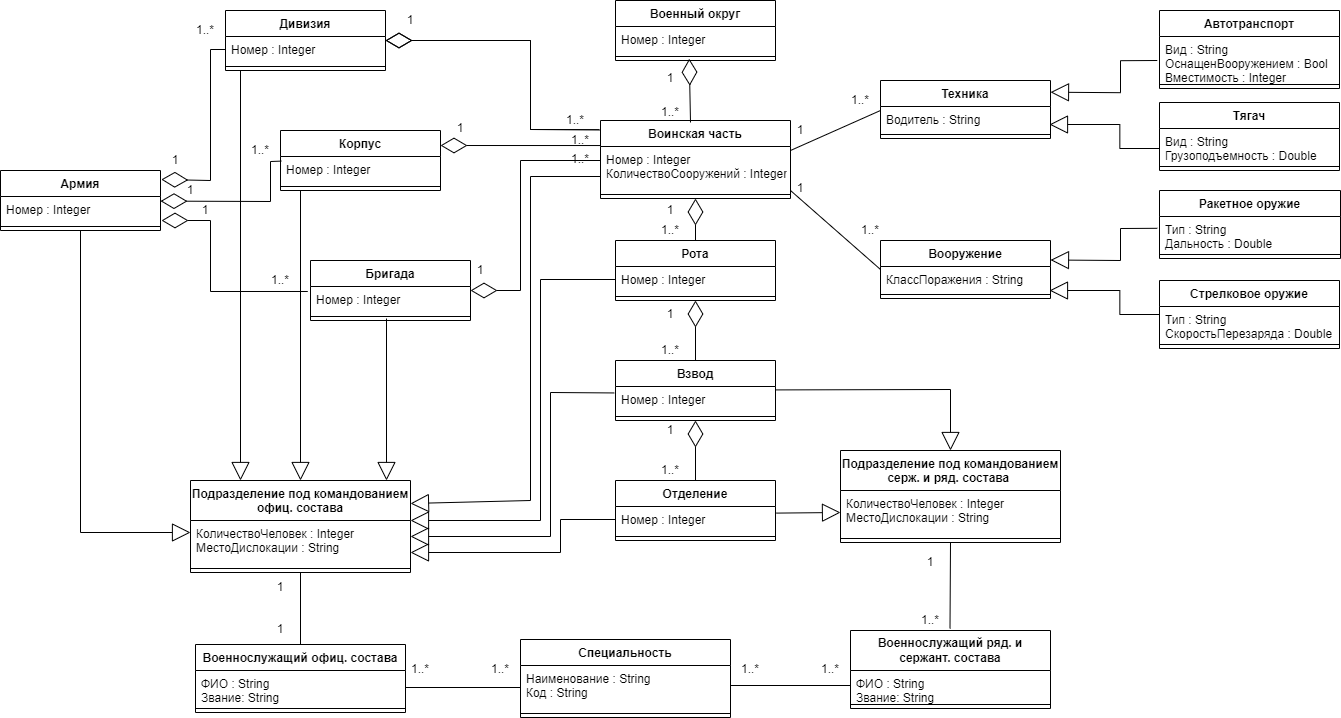 Дивизия
Номер : Integer
1
1..*
Военный округ
Номер : Integer
1
1..*
Автотранспорт
Вид : String
ОснащенВооружением : Bool
Вместимость : Integer
Техника
Водитель : String
1..*
1
Тягач
Вид : String
Грузоподъемность : Double
Корпус
Номер : Integer
1
1..*
1..*
1..*
1..*
Воинская часть
Номер : Integer
КоличествоСооружений : Integer
1
1..*
Армия
Номер : Integer
1
1
1
Ракетное оружие
Тип : String
Дальность : Double
Вооружение
КлассПоражения : String
Стрелковое оружие
Тип : String
СкоростьПерезаряда : Double
1
1..*
Рота
Номер : Integer
Бригада
Номер : Integer
1
1..*
1
1..*
Взвод
Номер : Integer
1
1..*
Отделение
Номер : Integer
Подразделение под командованием
серж. и ряд. состава
КоличествоЧеловек : Integer
МестоДислокации : String
Подразделение под командованием
офиц. состава
КоличествоЧеловек : Integer
МестоДислокации : String
1
1
1
1..*
Военнослужащий офиц. состава
ФИО : String
Звание: String
1..*
1..*
Специальность
Наименование : String
Код : String
1..*
1..*
Военнослужащий ряд. и
сержант. состава
ФИО : String
Звание: String